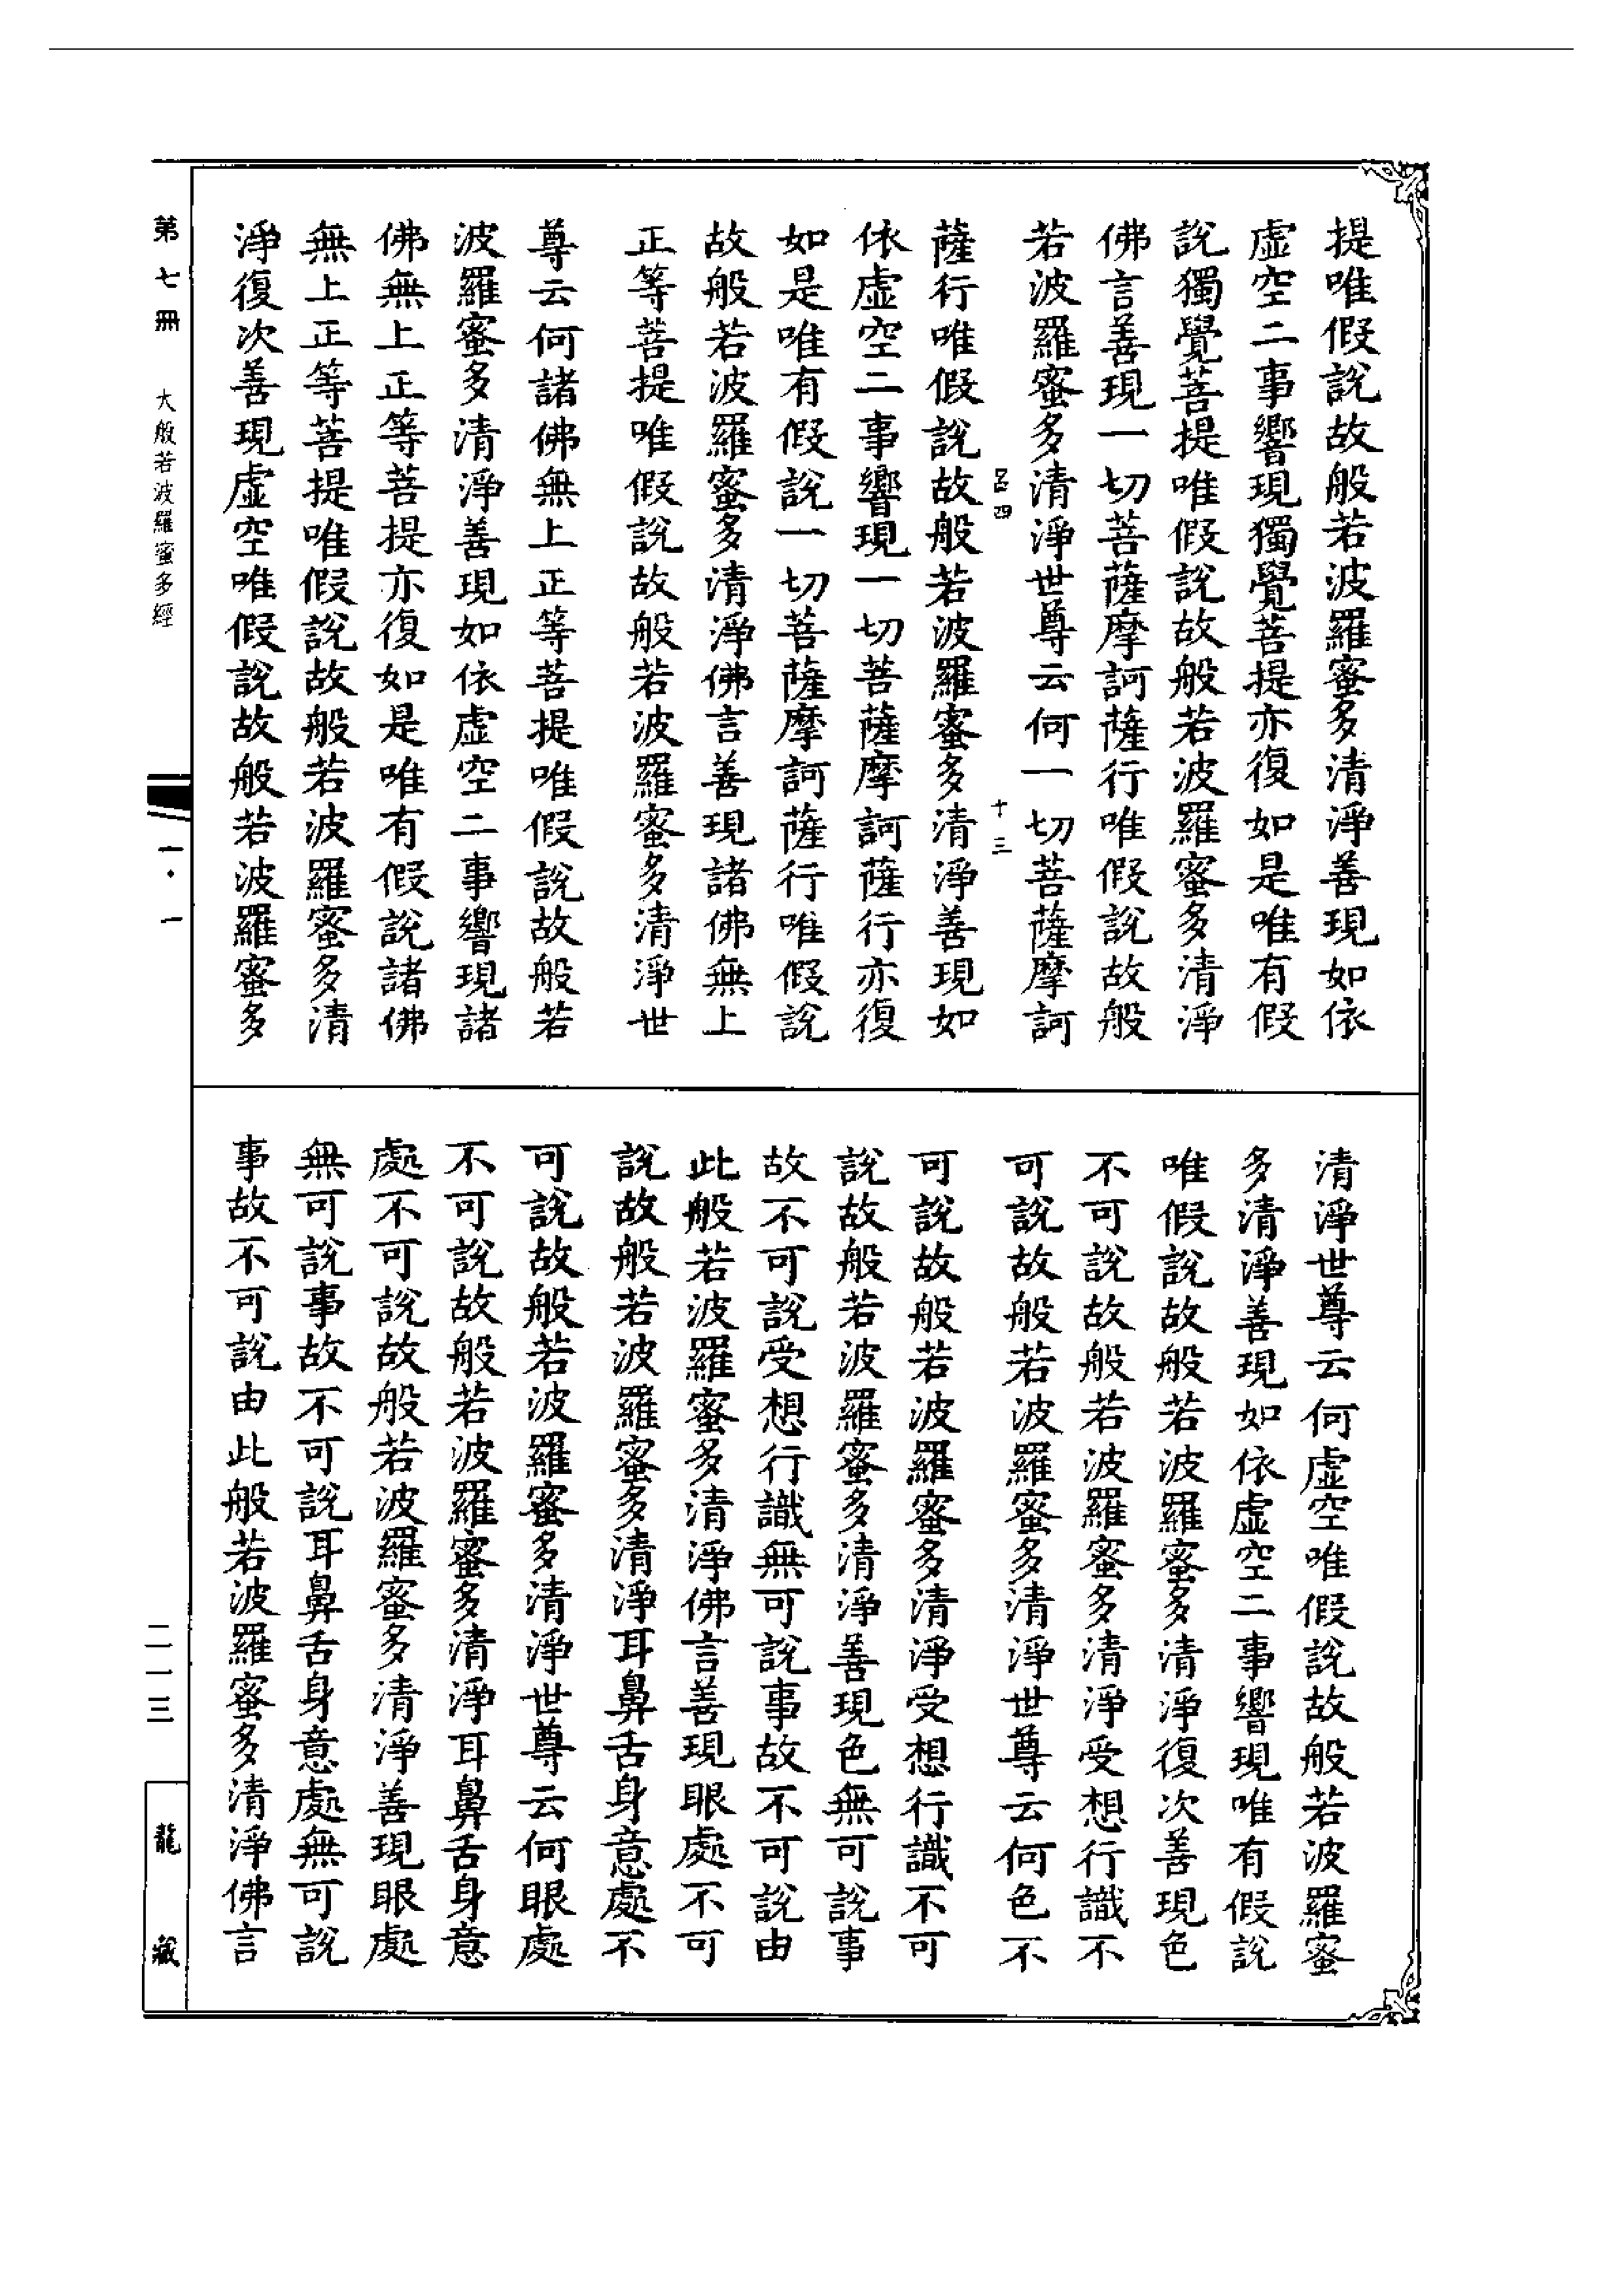 提唯假說故般若波羅蜜多清淨善現如依
虛空二事響現獨覺菩提亦復如是唯有假
說獨覺菩提唯假說故般若波羅蜜多清淨
佛言善現一切菩薩摩訶薩行唯假說故般
若波羅蜜多清淨世尊云何一切菩薩摩訶
呂四 十三
薩行唯假說故般若波羅蜜多清淨善現如
依虛空二事響現一切菩薩摩訶薩行亦復
如是唯有假說一切菩薩摩訶薩行唯假說
故般若波羅蜜多清淨佛言善現諸佛無上
正等菩提唯假說故般若波羅蜜多清淨世
尊云何諸佛無上正等菩提唯假說故般若
波羅蜜多清淨善現如依虛空二事響現諸
佛無上正等菩提亦復如是唯有假說諸佛
無上正等菩提唯假說故般若波羅蜜多清
淨復次善現虛空唯假說故般若波羅蜜多
清淨世尊云何虛空唯假說故般若波羅蜜
多清淨善現如依虛空二事響現唯有假說
唯假說故般若波羅蜜多清淨復次善現色
不可說故般若波羅蜜多清淨受想行識不
可說故般若波羅蜜多清淨世尊云何色不
可說故般若波羅蜜多清淨受想行識不可
說故般若波羅蜜多清淨善現色無可說事
故不可說受想行識無可說事故不可說由
此般若波羅蜜多清淨佛言善現眼處不可
說故般若波羅蜜多清淨耳鼻舌身意處不
可說故般若波羅蜜多清淨世尊云何眼處
不可說故般若波羅蜜多清淨耳鼻舌身意
處不可說故般若波羅蜜多清淨善現眼處
無可說事故不可說耳鼻舌身意處無可說
事故不可說由此般若波羅蜜多清淨佛言
第七冊 大般若波羅蜜多經
一·一
二一三
龍藏